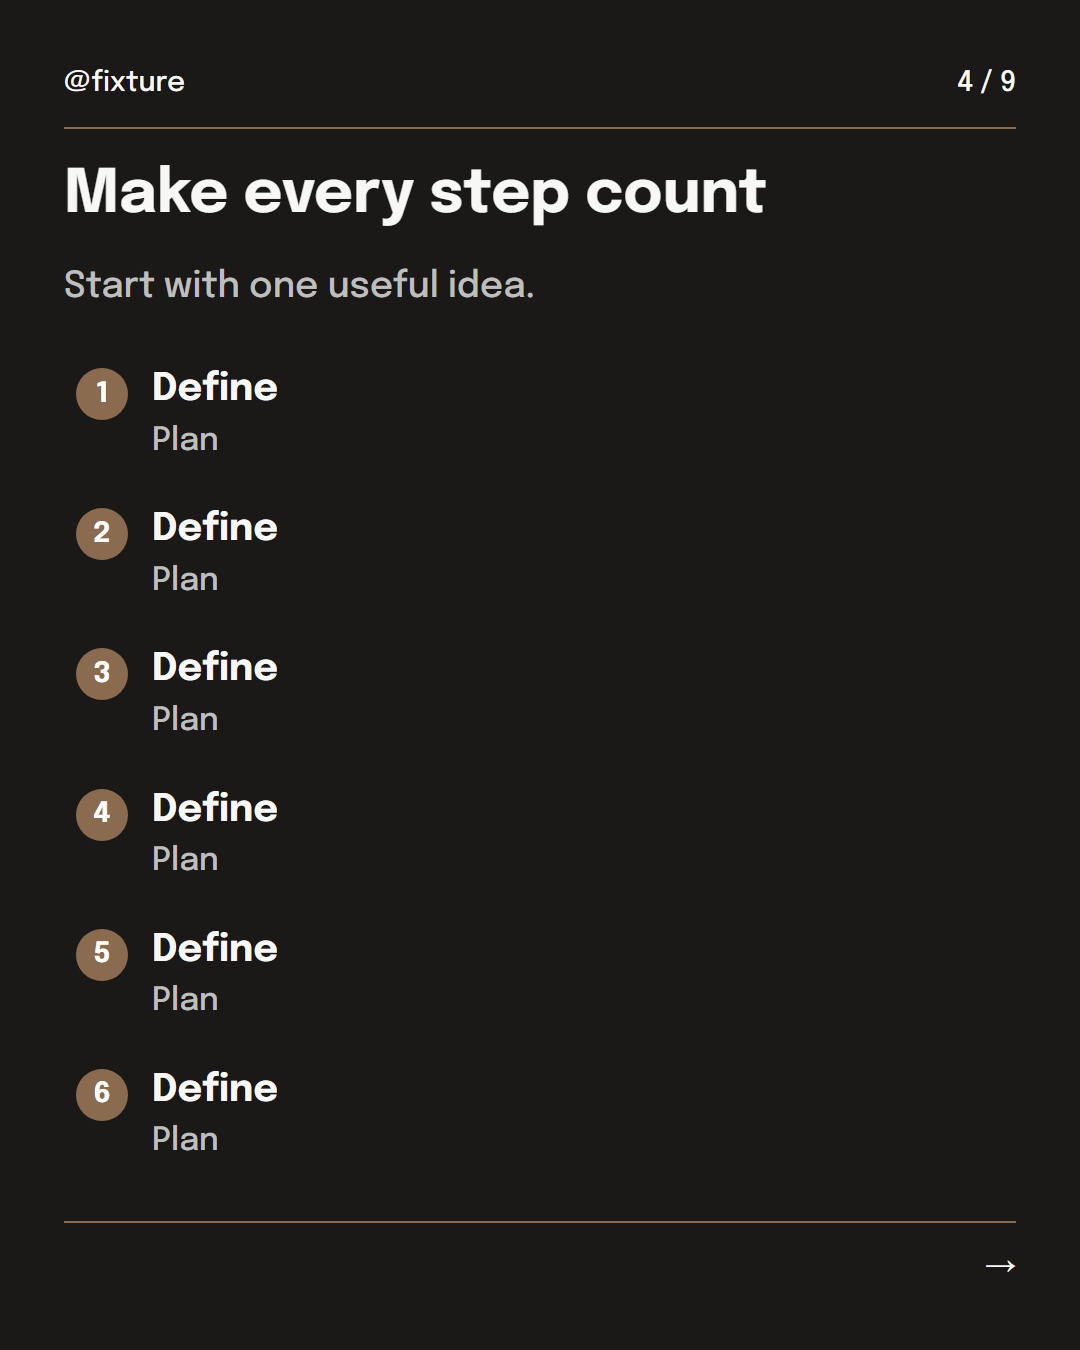 @fixture
4 / 9
Make every step count
Start with one useful idea.
1 Define
Plan
2 Define
Plan
3 Define
Plan
4 Define
Plan
5 Define
Plan
6 Define
Plan
→